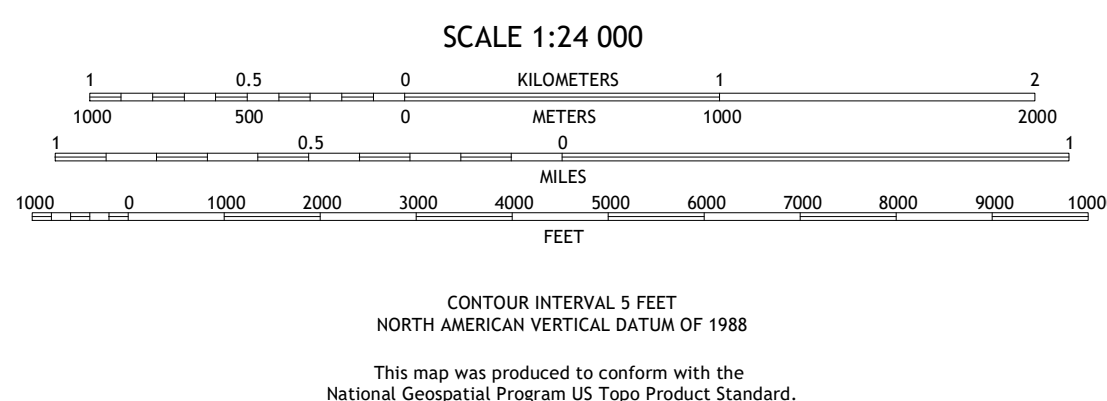 SCALE 1:24 000
1 0.5 0 KILOMETERS 1 2
1000 500 0 METERS 1000 2000
1 0.5 0 1
MILES
1000 0 1000 2000 3000 4000 5000 6000 7000 8000 9000 1000
FEET
CONTOUR INTERVAL 5 FEET
NORTH AMERICAN VERTICAL DATUM OF 1988
This map was produced to conform with the
National Geospatial Program US Topo Product Standard.